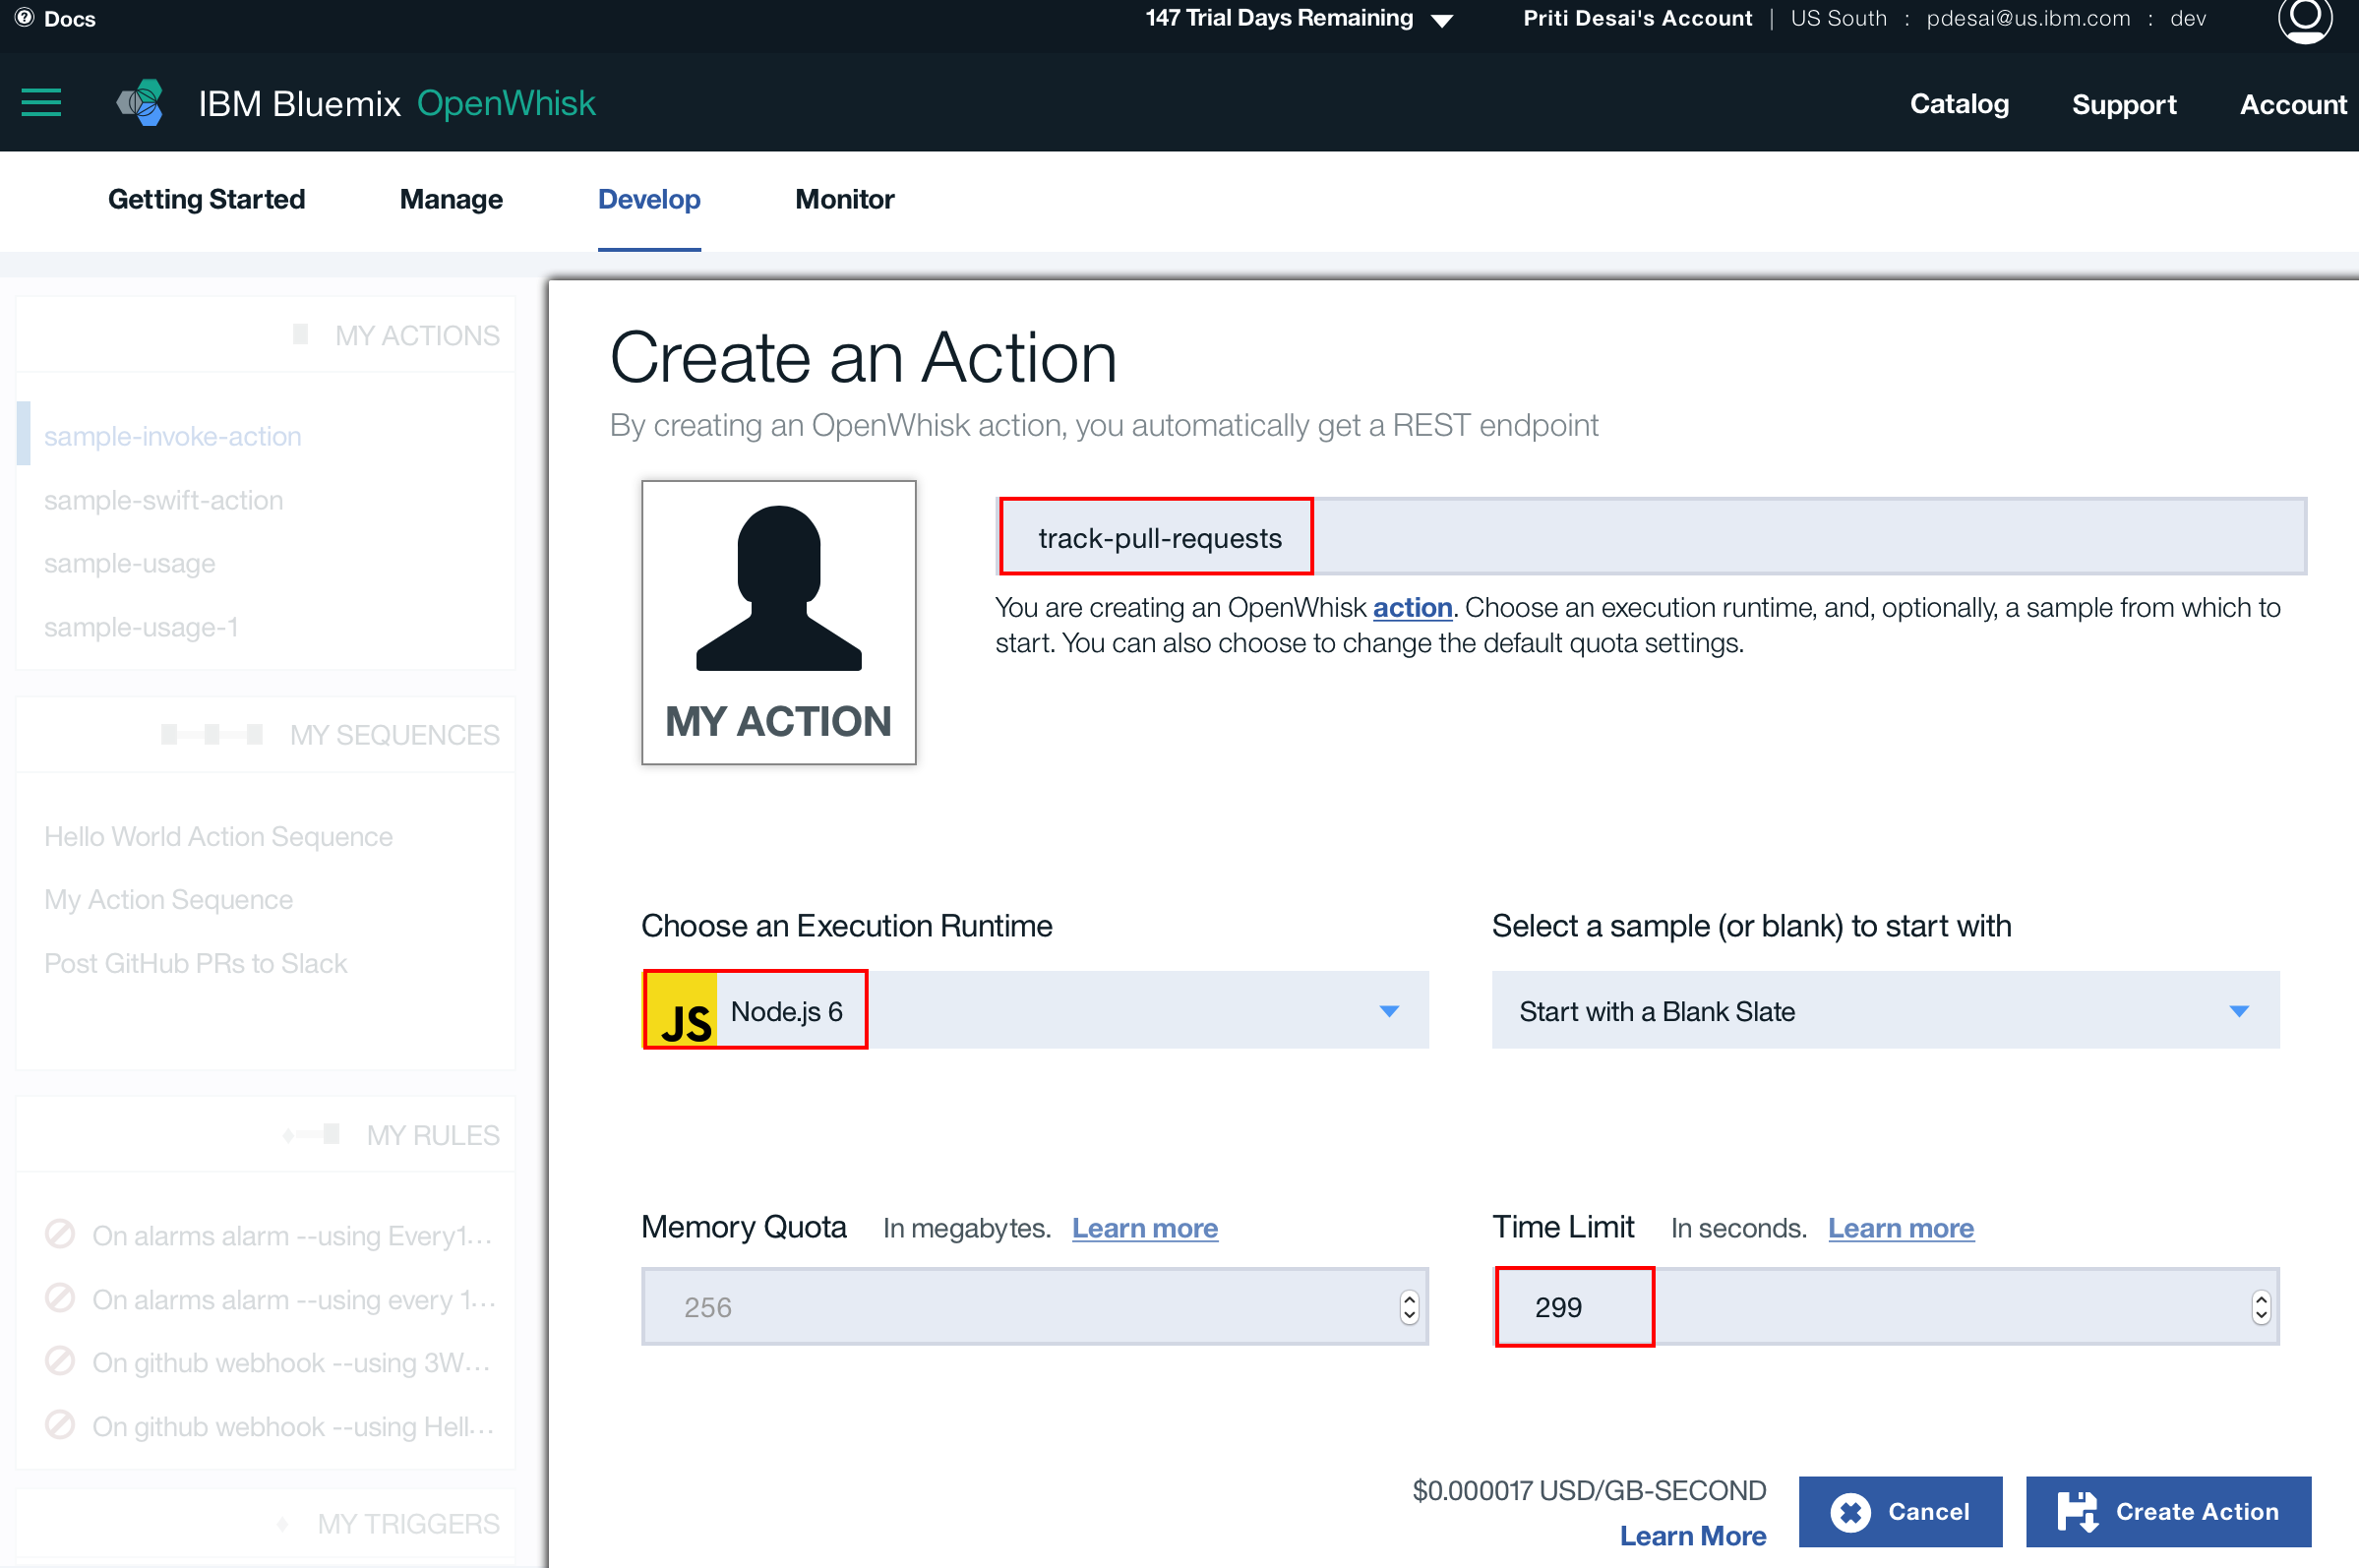 Docs
147 Trial Days Remaining
Priti Desai's Account | US South : pdesai@us.ibm.com : dev
IBM Bluemix OpenWhisk
Catalog Support Account
Getting Started Manage Develop Monitor
MY ACTIONS
sample-invoke-action
sample-swift-action
sample-usage
sample-usage-1
MY SEQUENCES
Hello World Action Sequence
My Action Sequence
Post GitHub PRs to Slack
MY RULES
On alarms alarm --using Every1...
On alarms alarm --using every 1...
On github webhook --using 3W...
On github webhook --using Hell...
MY TRIGGERS
Create an Action
By creating an OpenWhisk action, you automatically get a REST endpoint
MY ACTION
track-pull-requests
You are creating an OpenWhisk action. Choose an execution runtime, and, optionally, a sample from which to
start. You can also choose to change the default quota settings.
Choose an Execution Runtime
JS Node.js 6
Select a sample (or blank) to start with
Start with a Blank Slate
Memory Quota In megabytes. Learn more
256
Time Limit In seconds. Learn more
299
$0.000017 USD/GB-SECOND
Learn More
Cancel
Create Action